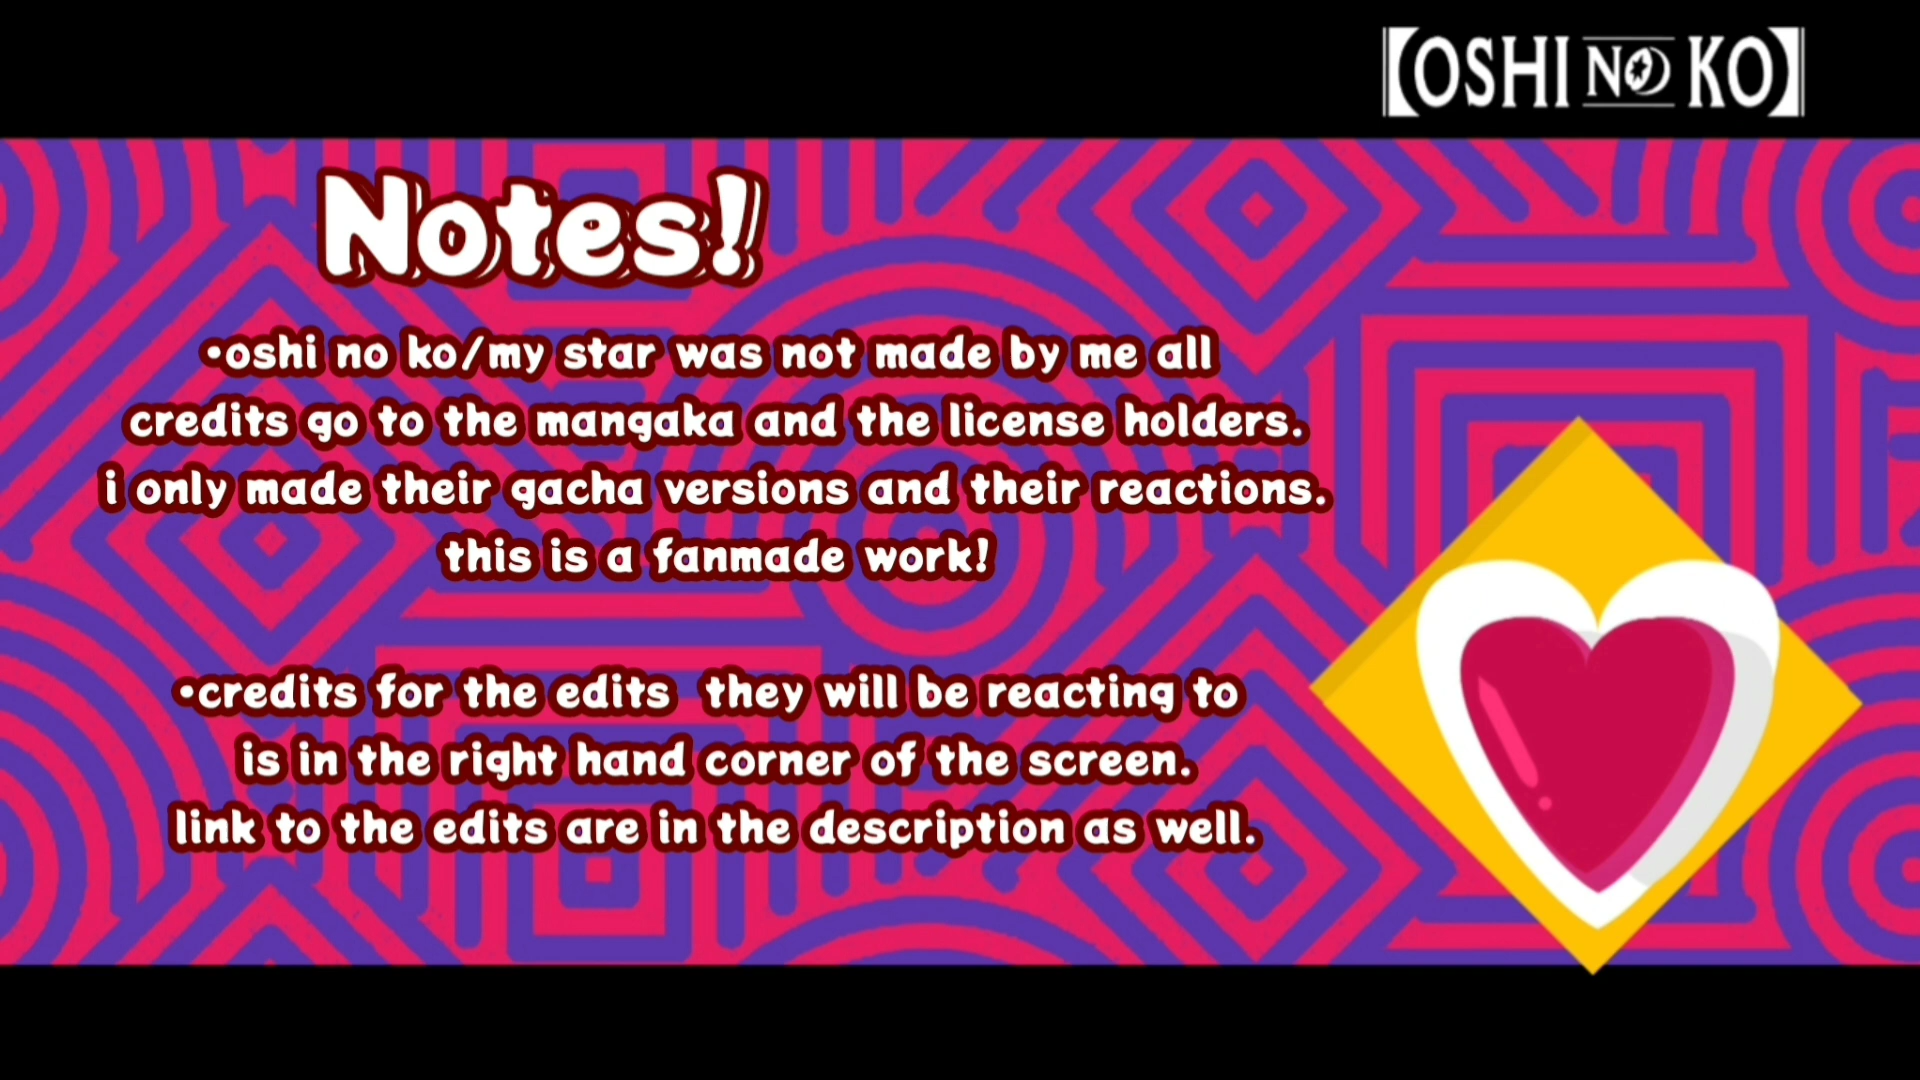 【OSHI NO KO】
Notes!
•oshi no ko/my star was not made by me all
credits go to the mangaka and the license holders.
i only made their gacha versions and their reactions.
this is a fanmade work!
•credits for the edits they will be reacting to
is in the right hand corner of the screen.
link to the edits are in the description as well.